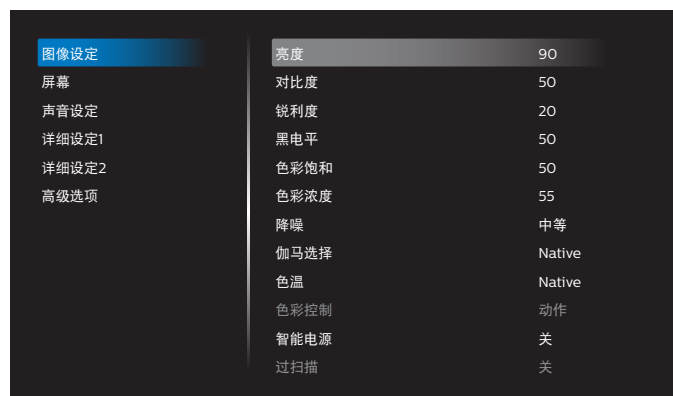 图像设定
屏幕
声音设定
详细设定1
详细设定2
高级选项
亮度 90
对比度 50
锐利度 20
黑电平 50
色彩饱和 50
色彩浓度 55
降噪 中等
伽马选择 Native
色温 Native
色彩控制 动作
智能电源 关
过扫描 关